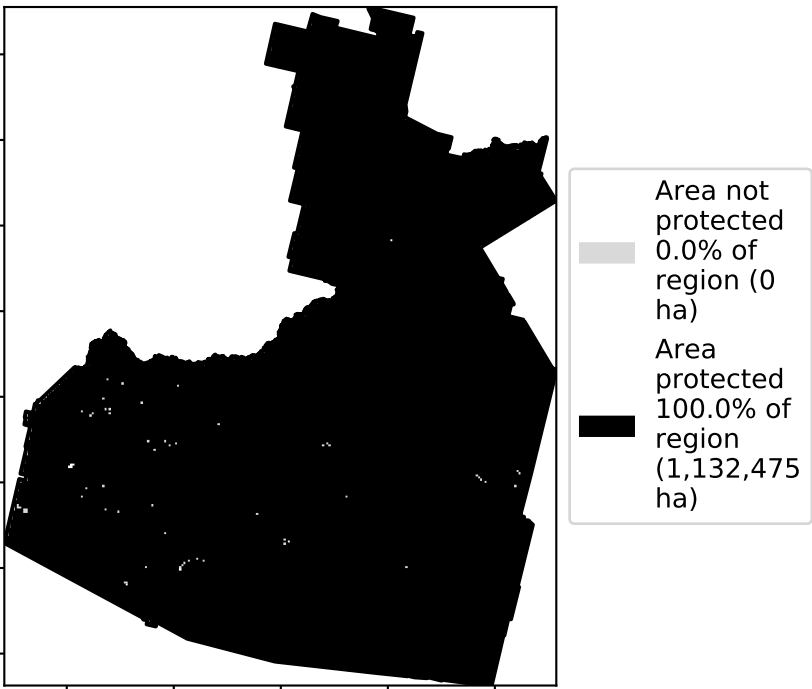 Area not
protected
0.0% of
region (0
ha)
Area
protected
100.0% of
region
(1,132,475
ha)